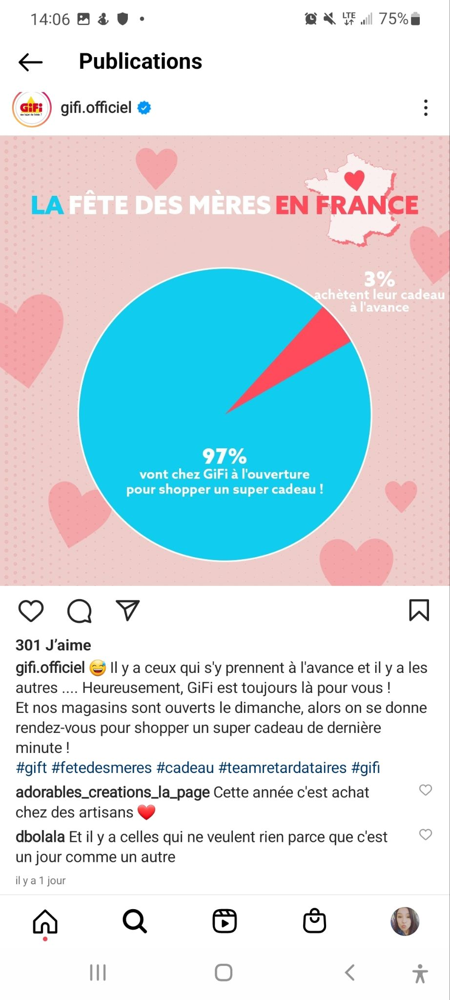 14:06
LTE
75%
Publications
GiFi
gifi.officiel
LA FÊTE DES MÈRES EN FRANCE
3%
achètent leur cadeau
à l'avance
97%
vont chez GiFi à l'ouverture
pour shopper un super cadeau !
301 J’aime
gifi.officiel 😅 Il y a ceux qui s'y prennent à l'avance et il y a les
autres .... Heureusement, GiFi est toujours là pour vous !
Et nos magasins sont ouverts le dimanche, alors on se donne
rendez-vous pour shopper un super cadeau de dernière
minute !
#gift #fetedesmeres #cadeau #teamretardataires #gifi
adorables_creations_la_page Cette année c'est achat
chez des artisans ❤️
dbolala Et il y a celles qui ne veulent rien parce que c'est
un jour comme un autre
il y a 1 jour